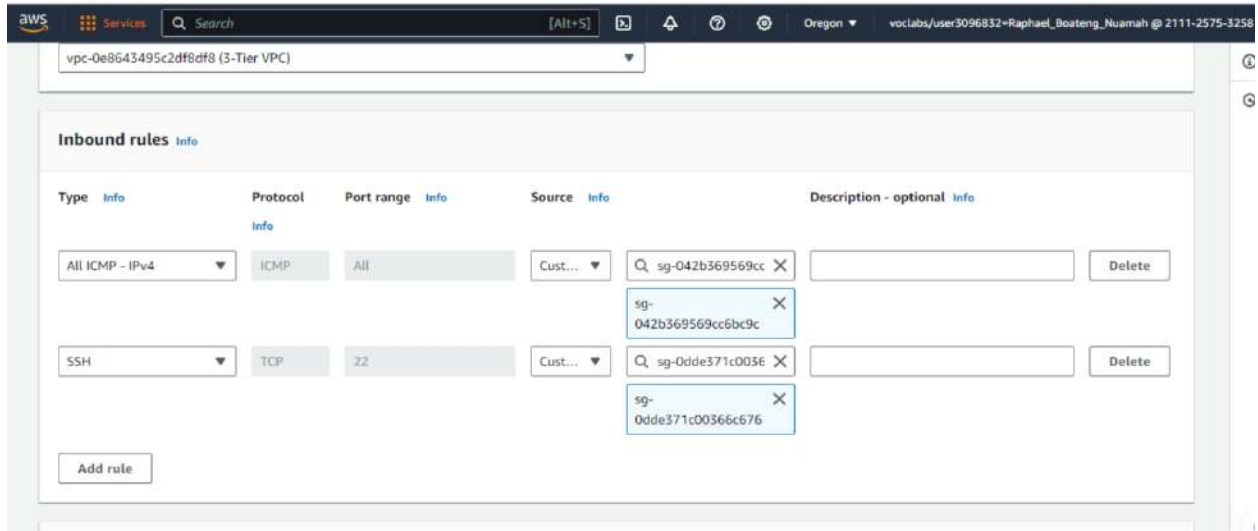 aws Services Search [Alt+S] Oregon voclabs/user3096832=Raphael_Boateng_Nuamah @ 2111-2575-3258
vpc-0e8643495c2df8df8 (3-Tier VPC)
Inbound rules Info
Type Info Protocol Info Port range Info Source Info Description - optional Info
All ICMP - IPv4 ICMP All Cust... sg-042b369569cc Delete
sg-
042b369569cc6bc9c
SSH TCP 22 Cust... sg-0dde371c0036 Delete
sg-
0dde371c00366c676
Add rule